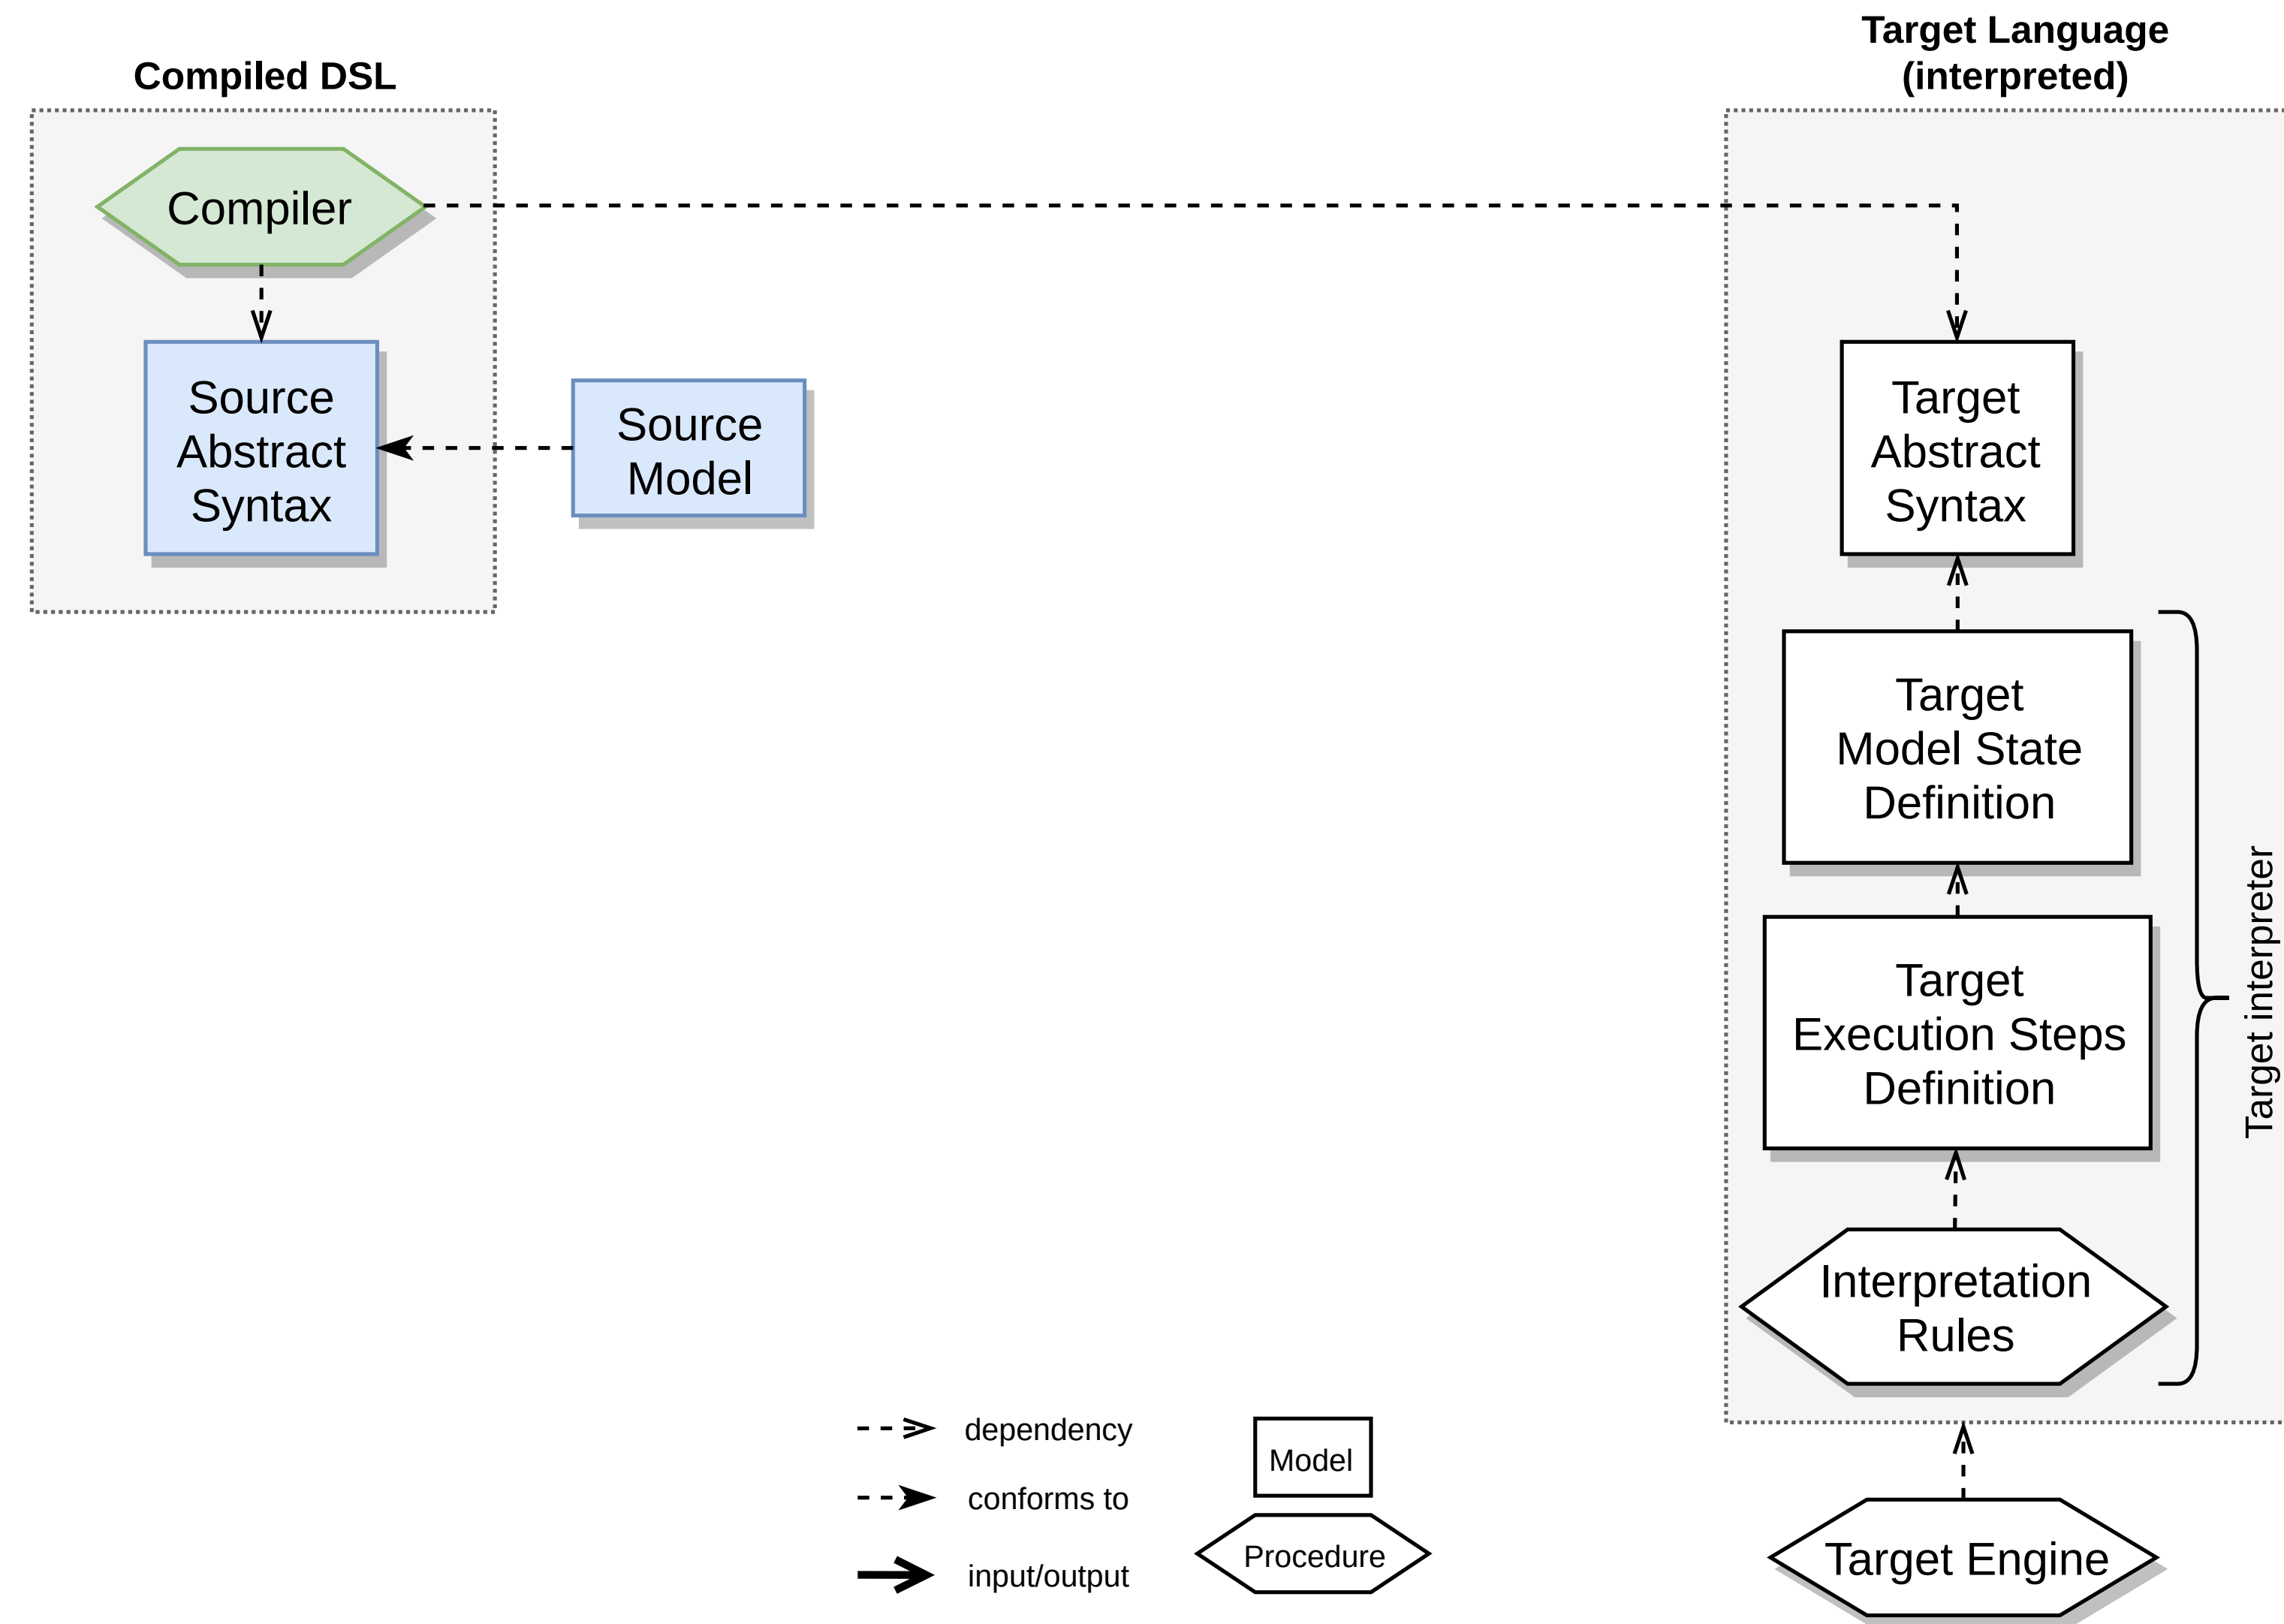 Compiled DSL
Compiler
Source
Abstract
Syntax
Source
Model
Target Language
(interpreted)
Target
Abstract
Syntax
Target
Model State
Definition
Target
Execution Steps
Definition
Interpretation
Rules
Target interpreter
Target Engine
dependency
conforms to
input/output
Model
Procedure